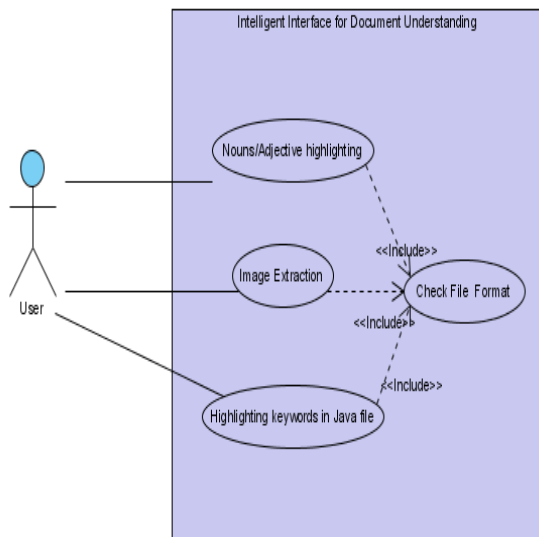 Intelligent Interface for Document Understanding
Nouns/Adjective highlighting
<<Include>>
Image Extraction
Check File Format
User
<<Include>>
<<Include>>
Highlighting keywords in Java file